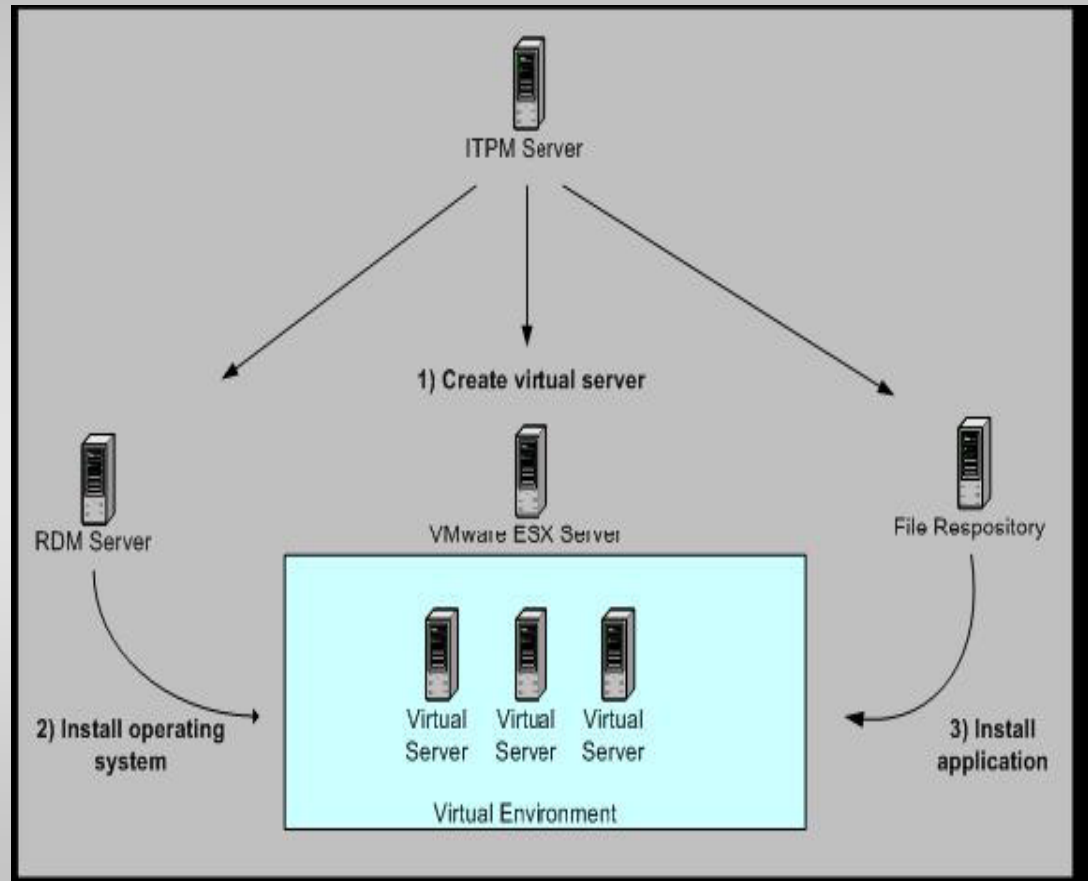 ITPM Server
1) Create virtual server
RDM Server
VMware ESX Server
File Respository
Virtual
Server
Virtual
Server
Virtual
Server
2) Install operating
system
3) Install
application
Virtual Environment